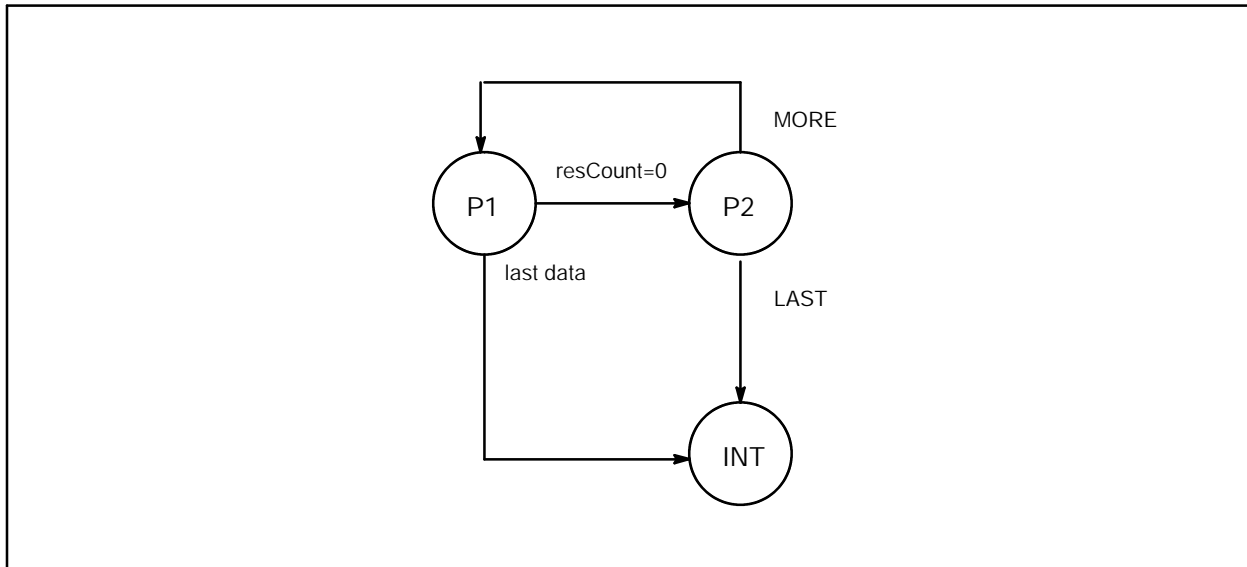 MORE
resCount=0
P1
P2
last data
LAST
INT